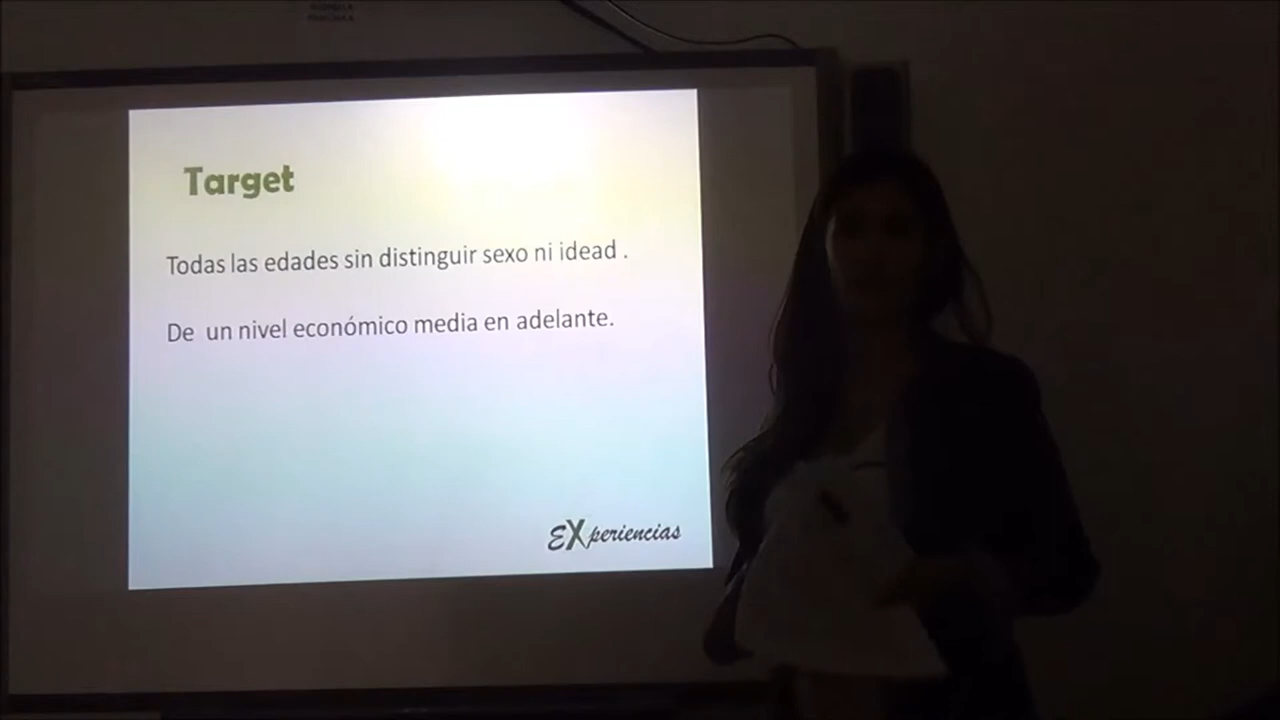 Target
Todas las edades sin distinguir sexo ni idead .
De un nivel económico media en adelante.
EXperiencias